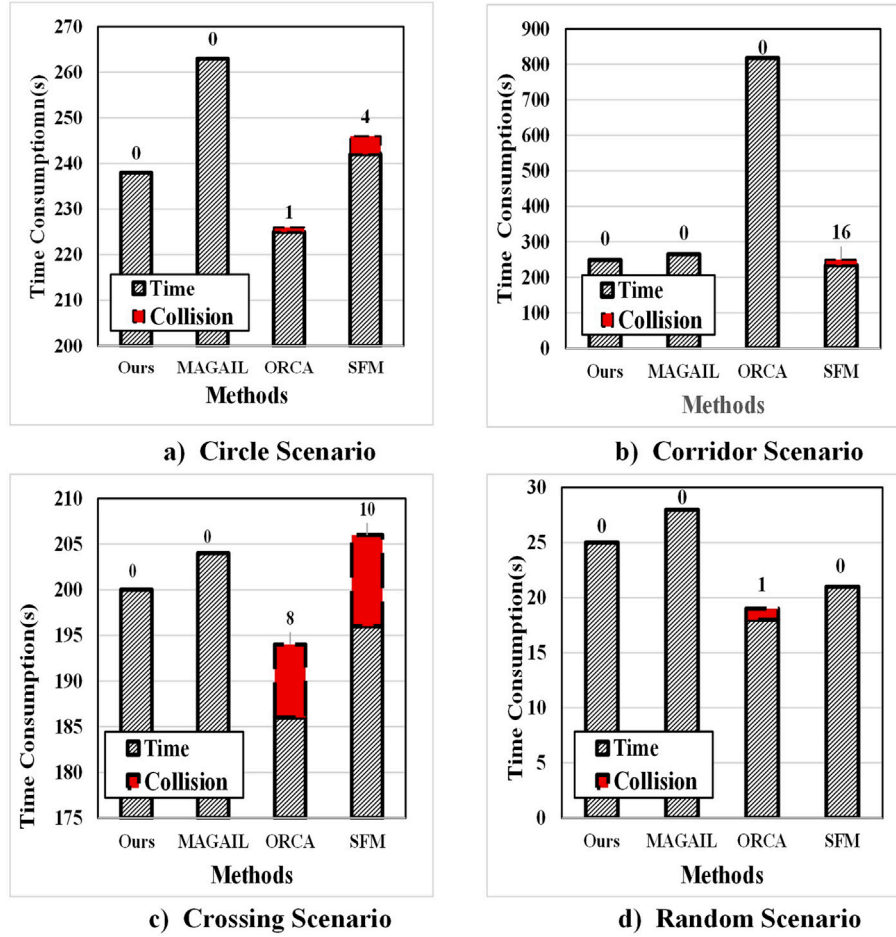 270
260
250
240
230
220
210
200
Time Consumptiomn(s)
0
0
1
4
Time
Collision
Ours MAGAIL ORCA SFM
Methods
a) Circle Scenario
900
800
700
600
500
400
300
200
100
0
Time Consumption(s)
0
0
0
16
Time
Collision
Ours MAGAIL ORCA SFM
Methods
b) Corridor Scenario
210
205
200
195
190
185
180
175
Time Consumption(s)
0
0
8
10
Time
Collision
Ours MAGAIL ORCA SFM
Methods
c) Crossing Scenario
30
25
20
15
10
5
0
Time Consumption(s)
0
0
1
0
Time
Collision
Ours MAGAIL ORCA SFM
Methods
d) Random Scenario